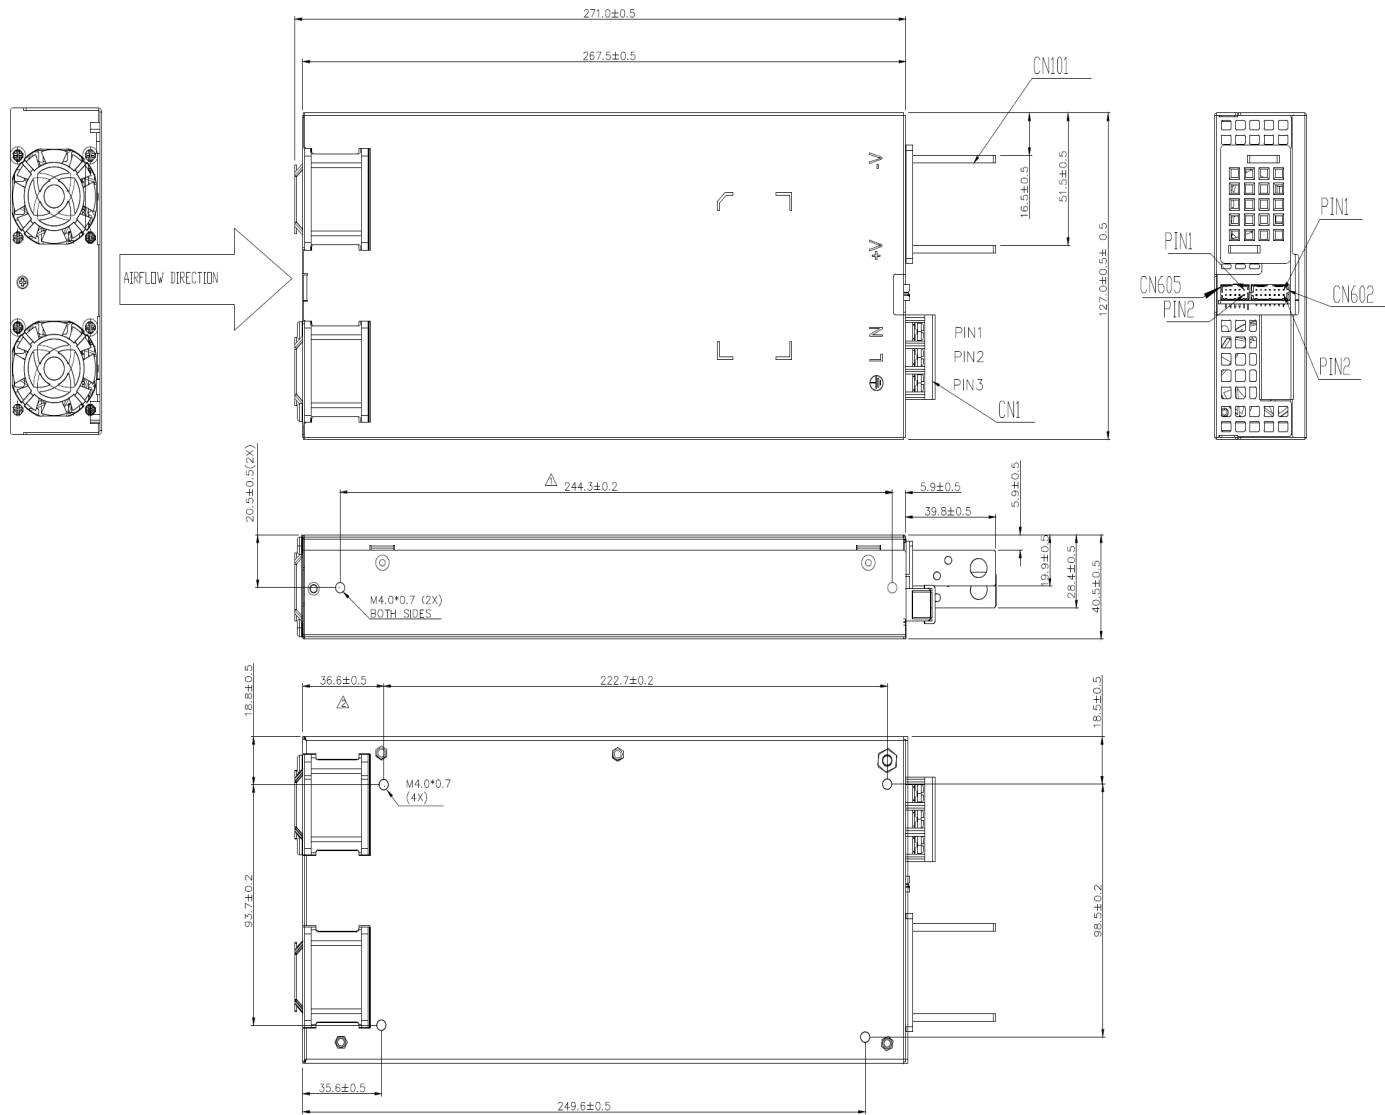 271.0±0.5
267.5±0.5
CN101
-V
+V
N
L
16.5±0.5
51.5±0.5
127.0±0.5± 0.5
AIRFLOW DIRECTION
PIN1
PIN2
PIN3
CN1
PIN1
PIN1
CN605
PIN2
CN602
PIN2
20.5±0.5(2X)
1
244.3±0.2
5.9±0.5
39.8±0.5
5.9±0.5
19.9±0.5
28.4±0.5
40.5±0.5
M4.0*0.7 (2X)
BOTH SIDES
18.8±0.5
36.6±0.5
2
222.7±0.2
18.5±0.5
M4.0*0.7
(4X)
93.7±0.2
98.5±0.2
35.6±0.5
249.6±0.5